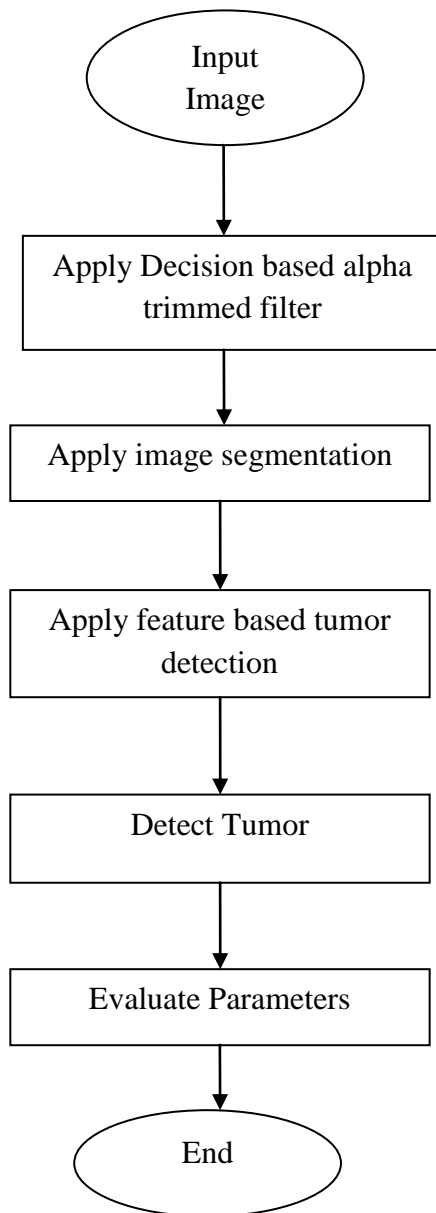 Input
Image
Apply Decision based alpha
trimmed filter
Apply image segmentation
Apply feature based tumor
detection
Detect Tumor
Evaluate Parameters
End